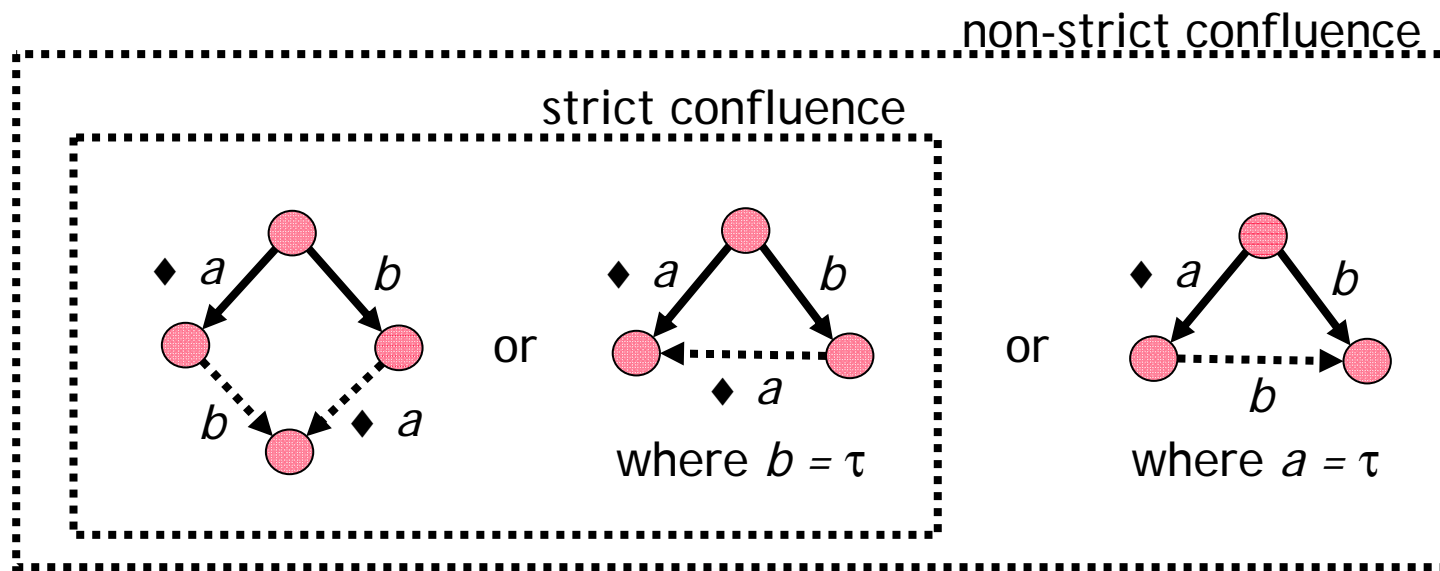 non-strict confluence
strict confluence
♦ a
b
b
♦ a
or
♦ a
b
♦ a
where b = τ
or
♦ a
b
b
where a = τ